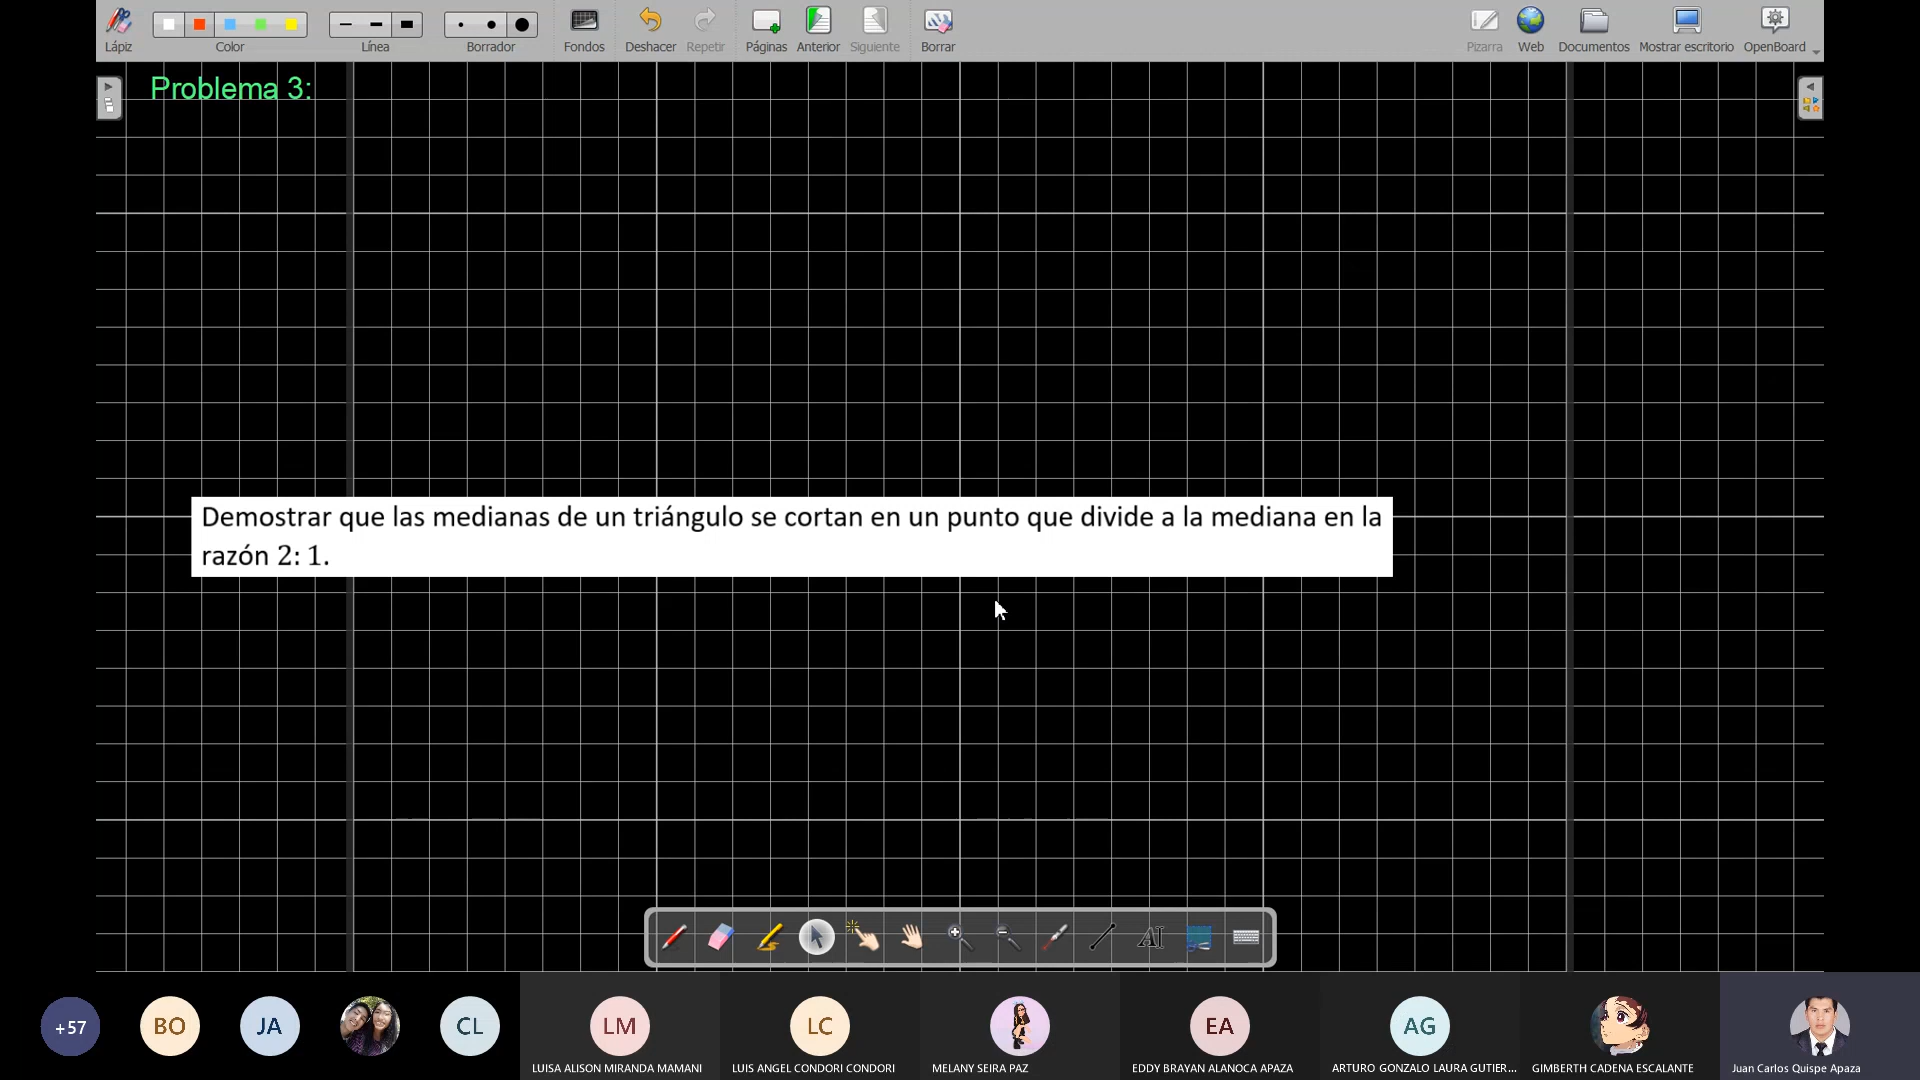 Lápiz
Color
Línea
Borrador
Fondos
Deshacer
Repetir
Páginas
Anterior
Siguiente
Borrar
Pizarra
Web
Documentos
Mostrar escritorio
OpenBoard
Problema 3:
Demostrar que las medianas de un triángulo se cortan en un punto que divide a la mediana en la
razón 2: 1.
AI
+57
BO
JA
CL
LM
LC
EA
AG
LUISA ALISON MIRANDA MAMANI
LUIS ANGEL CONDORI CONDORI
MELANY SEIRA PAZ
EDDY BRAYAN ALANOCA APAZA
ARTURO GONZALO LAURA GUTIER...
GIMBERTH CADENA ESCALANTE
Juan Carlos Quispe Apaza